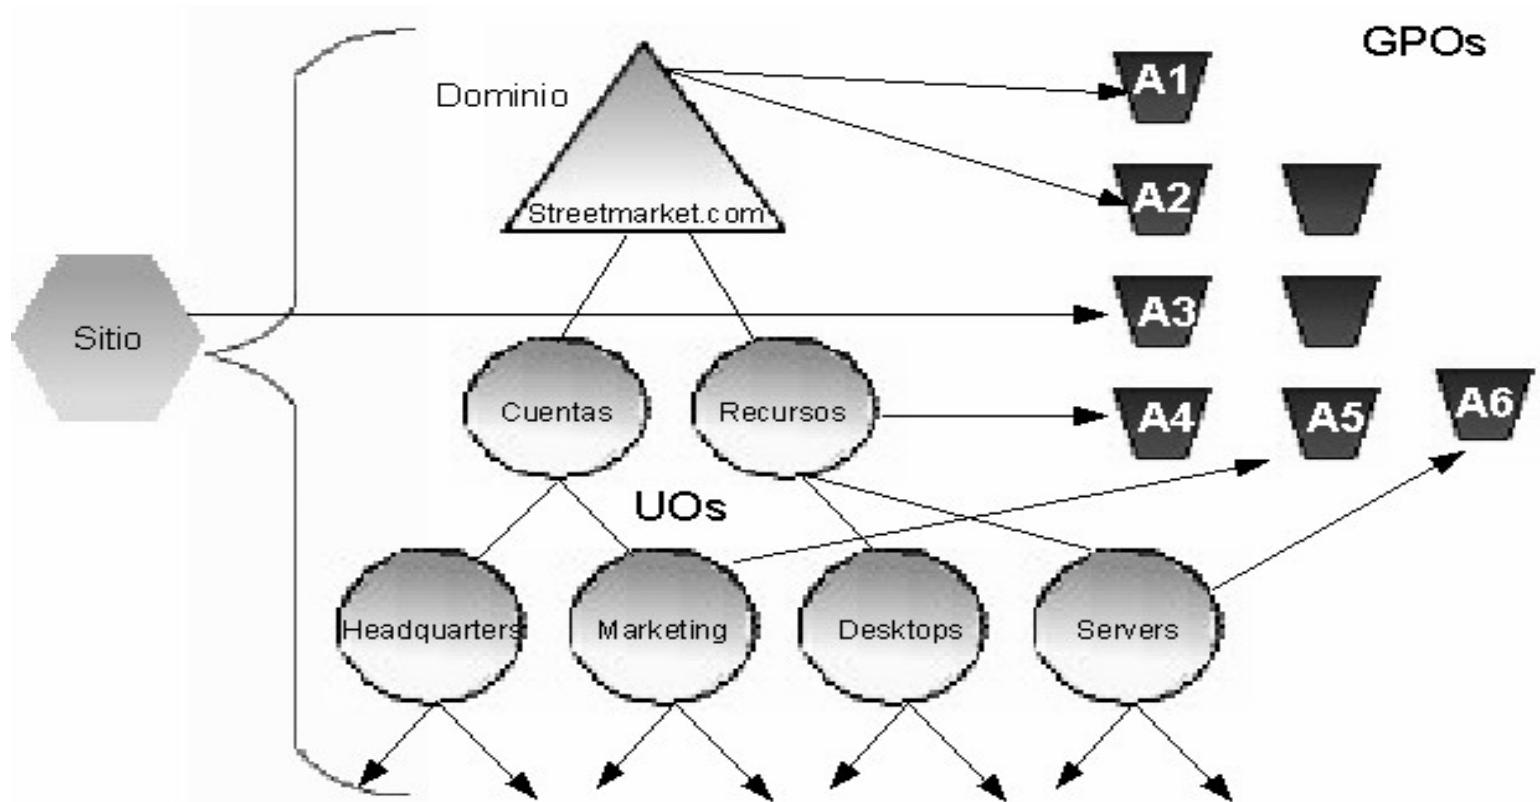 GPOs
A1
Dominio
A2
Streetmarket.com
A3
Sitio
Cuentas
Recursos
A4
A5
A6
UOs
Headquarters
Marketing
Desktops
Servers